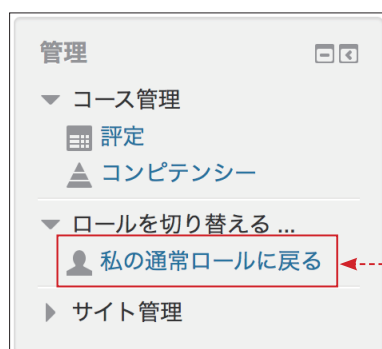 管理
コース管理
評定
コンピテンシー
ロールを切り替える ...
私の通常ロールに戻る
サイト管理